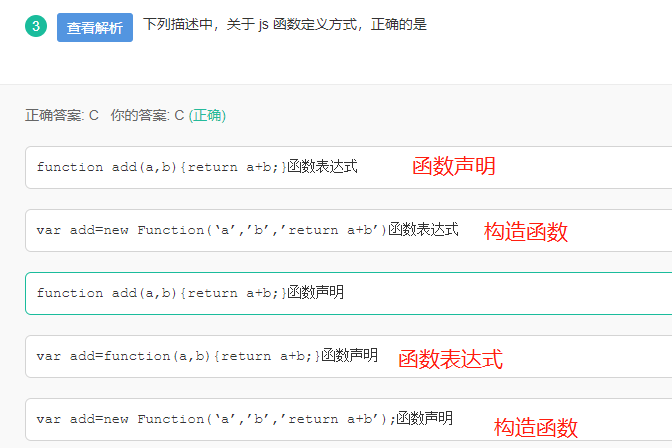 3 查看解析 下列描述中，关于 js 函数定义方式，正确的是
正确答案: C 你的答案: C (正确)
function add(a,b){return a+b;}函数表达式 函数声明
var add=new Function(‘a’,’b’,’return a+b’)函数表达式 构造函数
function add(a,b){return a+b;}函数声明
var add=function(a,b){return a+b;}函数声明 函数表达式
var add=new Function(‘a’,’b’,’return a+b’);函数声明 构造函数